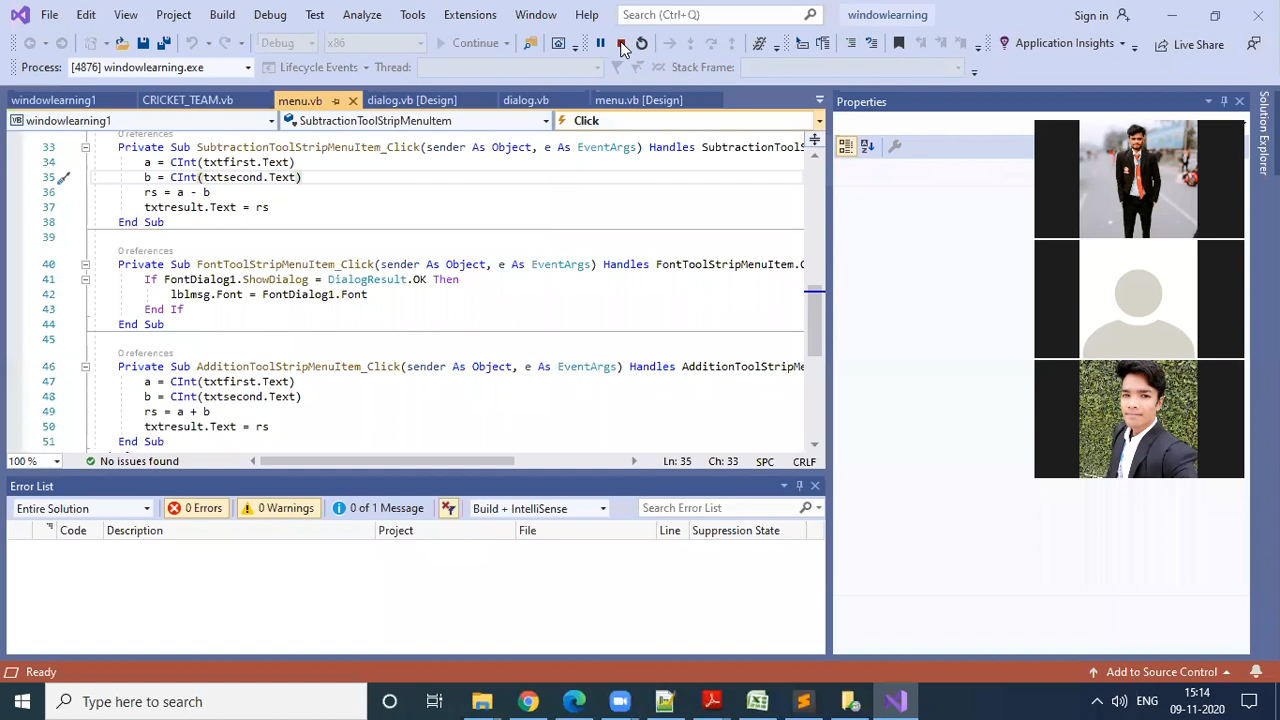 File Edit View Project Build Debug Test Analyze Tools Extensions Window Help Search (Ctrl+Q) windowlearning Sign in
Debug x86 Continue Application Insights Live Share
Process: [4876] windowlearning.exe Lifecycle Events Thread: Stack Frame:
windowlearning1 CRICKET_TEAM.vb menu.vb dialog.vb [Design] dialog.vb menu.vb [Design]
windowlearning1 SubtractionToolStripMenuItem Click
0 references
33 Private Sub SubtractionToolStripMenuItem_Click(sender As Object, e As EventArgs) Handles SubtractionToolS
34 a = CInt(txtfirst.Text)
35 b = CInt(txtsecond.Text)
36 rs = a - b
37 txtresult.Text = rs
38 End Sub
39
0 references
40 Private Sub FontToolStripMenuItem_Click(sender As Object, e As EventArgs) Handles FontToolStripMenuItem.C
41 If FontDialog1.ShowDialog = DialogResult.OK Then
42 lblmsg.Font = FontDialog1.Font
43 End If
44 End Sub
45
0 references
46 Private Sub AdditionToolStripMenuItem_Click(sender As Object, e As EventArgs) Handles AdditionToolStripMe
47 a = CInt(txtfirst.Text)
48 b = CInt(txtsecond.Text)
49 rs = a + b
50 txtresult.Text = rs
51 End Sub
100 % No issues found Ln: 35 Ch: 33 SPC CRLF
Error List
Entire Solution 0 Errors 0 Warnings 0 of 1 Message Build + IntelliSense Search Error List
Code Description Project File Line Suppression State
Properties
Solution Explorer
Toolbox
Ready Add to Source Control
Type here to search ENG 15:14
09-11-2020